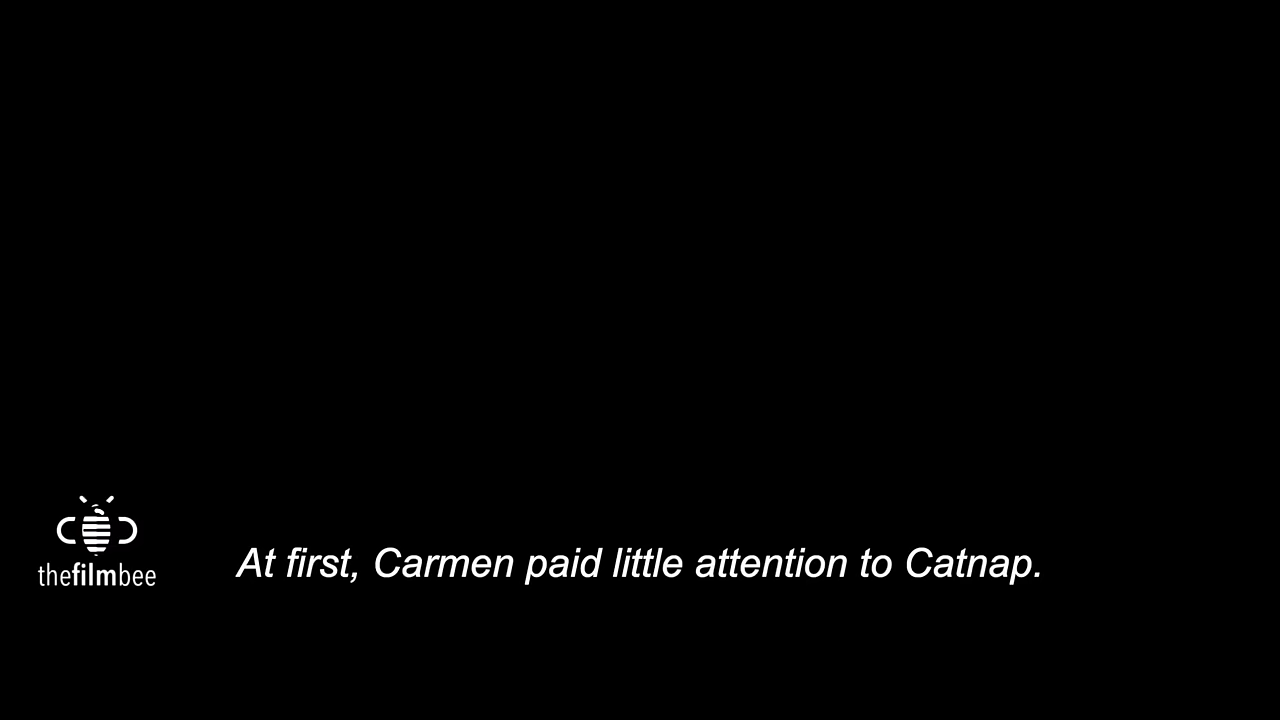 thefilmbee
At first, Carmen paid little attention to Catnap.